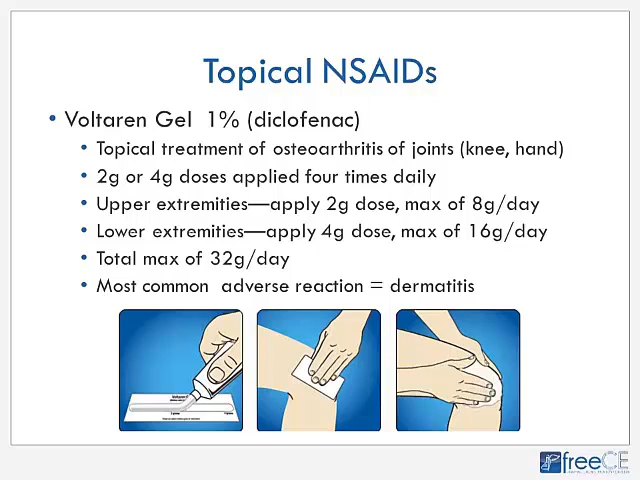 Topical NSAIDs
• Voltaren Gel 1% (diclofenac)
• Topical treatment of osteoarthritis of joints (knee, hand)
• 2g or 4g doses applied four times daily
• Upper extremities—apply 2g dose, max of 8g/day
• Lower extremities—apply 4g dose, max of 16g/day
• Total max of 32g/day
• Most common adverse reaction = dermatitis
freeCE